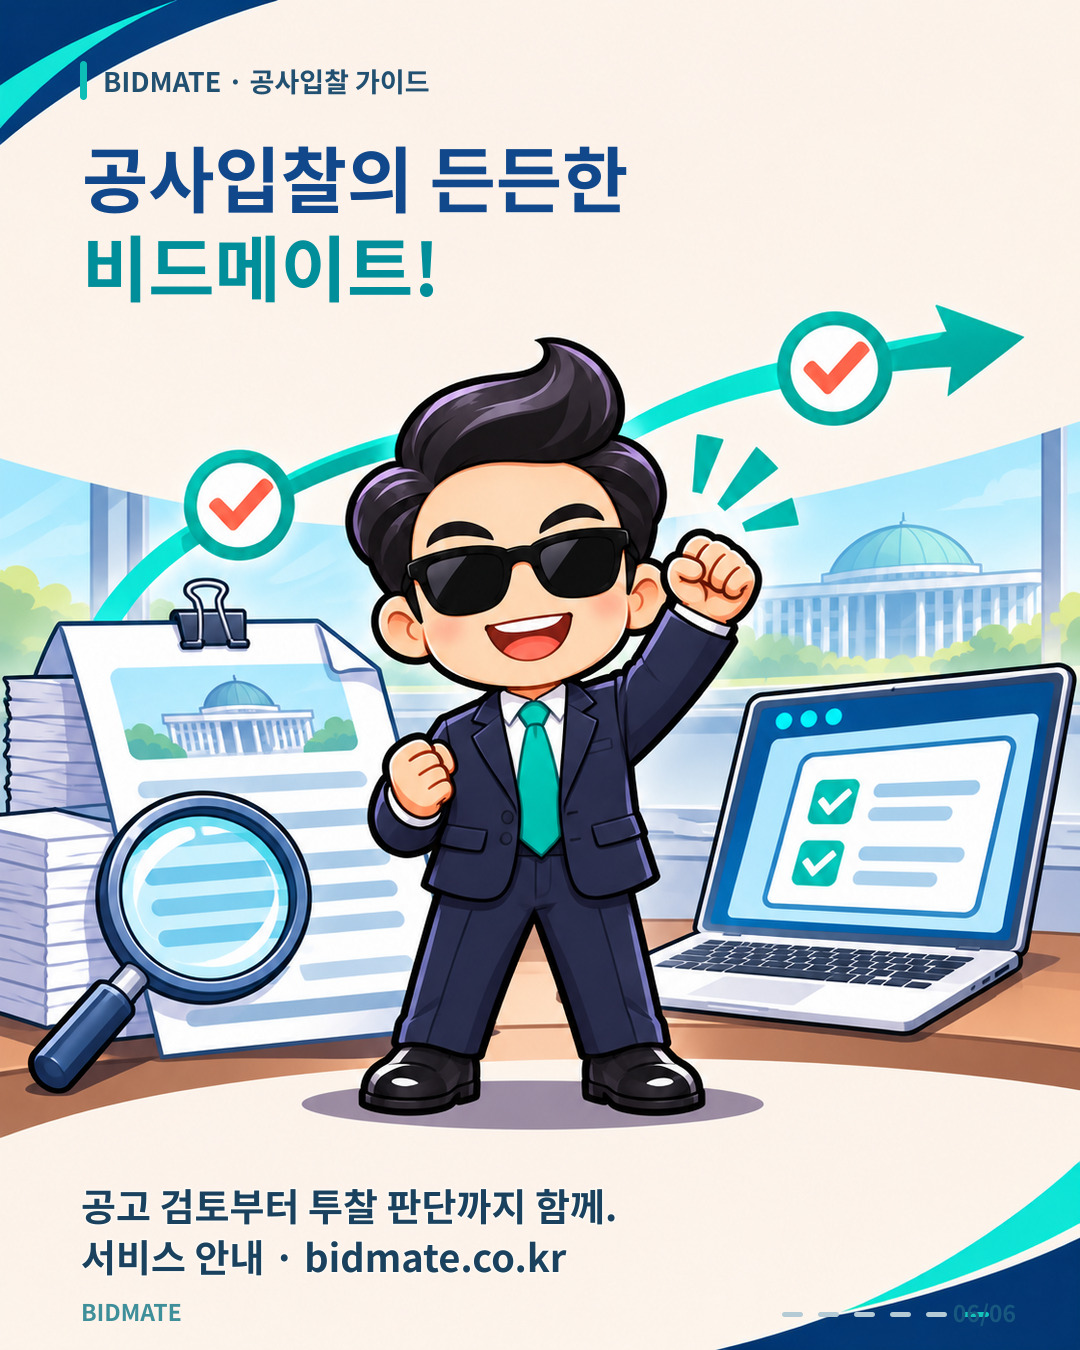 BIDMATE · 공사입찰 가이드
공사입찰의 든든한
비드메이트!
공고 검토부터 투찰 판단까지 함께.
서비스 안내 · bidmate.co.kr
BIDMATE
06/06